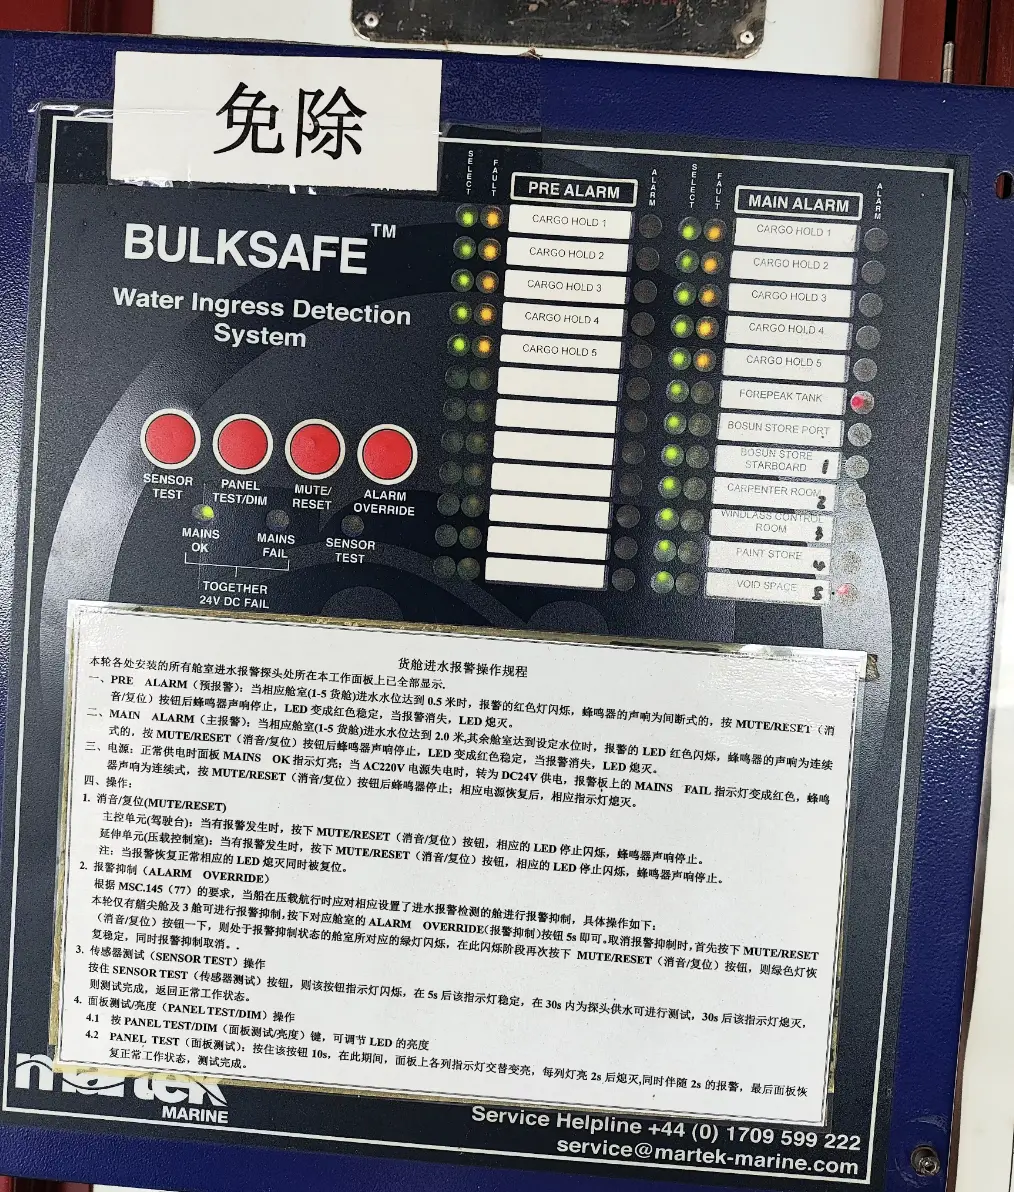 免除
BULKSAFE™
Water Ingress Detection
System
SELECT
FAULT
PRE ALARM
ALARM
CARGO HOLD 1
CARGO HOLD 2
CARGO HOLD 3
CARGO HOLD 4
CARGO HOLD 5
SELECT
FAULT
MAIN ALARM
ALARM
CARGO HOLD 1
CARGO HOLD 2
CARGO HOLD 3
CARGO HOLD 4
CARGO HOLD 5
FOREPEAK TANK
BOSUN STORE PORT
BOSUN STORE
STARBOARD 1
CARPENTER ROOM 2
WINDLASS CONTROL
ROOM 3
PAINT STORE 4
VOID SPACE 5
SENSOR
TEST
PANEL
TEST/DIM
MUTE/
RESET
ALARM
OVERRIDE
MAINS
OK
MAINS
FAIL
SENSOR
TEST
TOGETHER
24V DC FAIL
货舱进水报警操作规程
本轮各处安装的所有舱室进水报警探头处所在本工作面板上已全部显示.
一、PRE ALARM（预报警）：当相应舱室(1-5 货舱)进水水位达到 0.5 米时，报警的红色灯闪烁，蜂鸣器的声响为间断式的，按 MUTE/RESET（消
音/复位）按钮后蜂鸣器声响停止，LED 变成红色稳定，当报警消失，LED 熄灭。
二、MAIN ALARM（主报警）：当相应舱室(1-5 货舱)进水水位达到 2.0 米,其余舱室达到设定水位时，报警的 LED 红色闪烁，蜂鸣器的声响为连续
式的，按 MUTE/RESET（消音/复位）按钮后蜂鸣器声响停止，LED 变成红色稳定，当报警消失，LED 熄灭。
三、电源：正常供电时面板 MAINS OK 指示灯亮；当 AC220V 电源失电时，转为 DC24V 供电，报警板上的 MAINS FAIL 指示灯变成红色，蜂鸣
器声响为连续式，按 MUTE/RESET（消音/复位）按钮后蜂鸣器停止；相应电源恢复后，相应指示灯熄灭。
四、操作：
1. 消音/复位(MUTE/RESET)
主控单元(驾驶台)：当有报警发生时，按下 MUTE/RESET（消音/复位）按钮，相应的 LED 停止闪烁，蜂鸣器声响停止。
延伸单元(压载控制室)：当有报警发生时，按下 MUTE/RESET（消音/复位）按钮，相应的 LED 停止闪烁，蜂鸣器声响停止。
注：当报警恢复正常相应的 LED 熄灭同时被复位。
2. 报警抑制（ALARM OVERRIDE）
根据 MSC.145（77）的要求，当船在压载航行时应对相应设置了进水报警检测的舱进行报警抑制，具体操作如下：
本轮仅有艏尖舱及 3 舱可进行报警抑制,按下对应舱室的 ALARM OVERRIDE(报警抑制)按钮 5s 即可。取消报警抑制时,首先按下 MUTE/RESET
（消音/复位）按钮一下，则处于报警抑制状态的舱室所对应的绿灯闪烁，在此闪烁阶段再次按下 MUTE/RESET（消音/复位）按钮，则绿色灯恢
复稳定，同时报警抑制取消。.
3. 传感器测试（SENSOR TEST）操作
按住 SENSOR TEST（传感器测试）按钮，则该按钮指示灯闪烁，在 5s 后该指示灯稳定，在 30s 内为探头供水可进行测试，30s 后该指示灯熄灭，
则测试完成，返回正常工作状态。
4. 面板测试/亮度（PANEL TEST/DIM）操作
4.1 按 PANEL TEST/DIM（面板测试/亮度）键，可调节 LED 的亮度
4.2 PANEL TEST（面板测试)：按住该按钮 10s，在此期间，面板上各列指示灯交替变亮，每列灯亮 2s 后熄灭,同时伴随 2s 的报警，最后面板恢
复正常工作状态，测试完成。
martek
MARINE
Service Helpline +44 (0) 1709 599 222
service@martek-marine.com